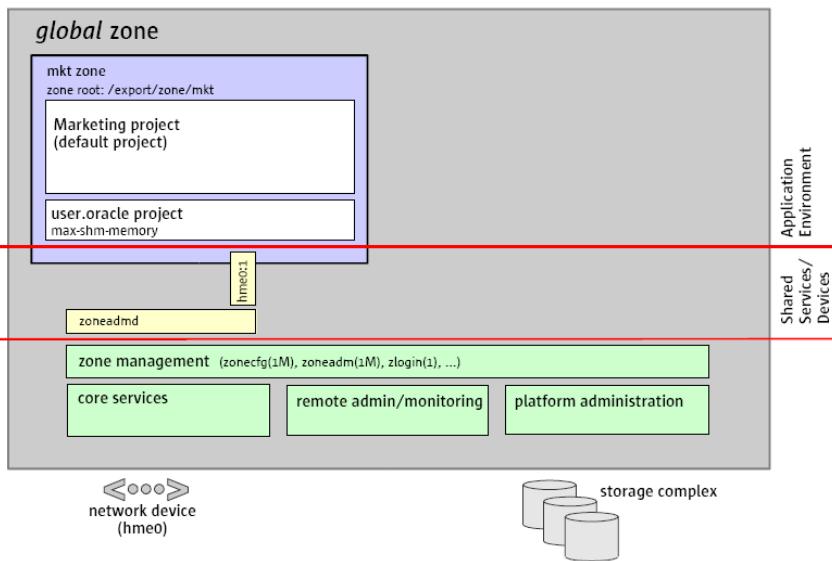 global zone
mkt zone
zone root: /export/zone/mkt
Marketing project
(default project)
user.oracle project
max-shm-memory
Application
Environment
hme0:1
Shared
Services/
Devices
zoneadmd
zone management (zonecfg(1M), zoneadm(1M), zlogin(1), ...)
core services
remote admin/monitoring
platform administration
network device
(hme0)
storage complex